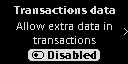 Transactions data
Allow extra data in
transactions
Disabled